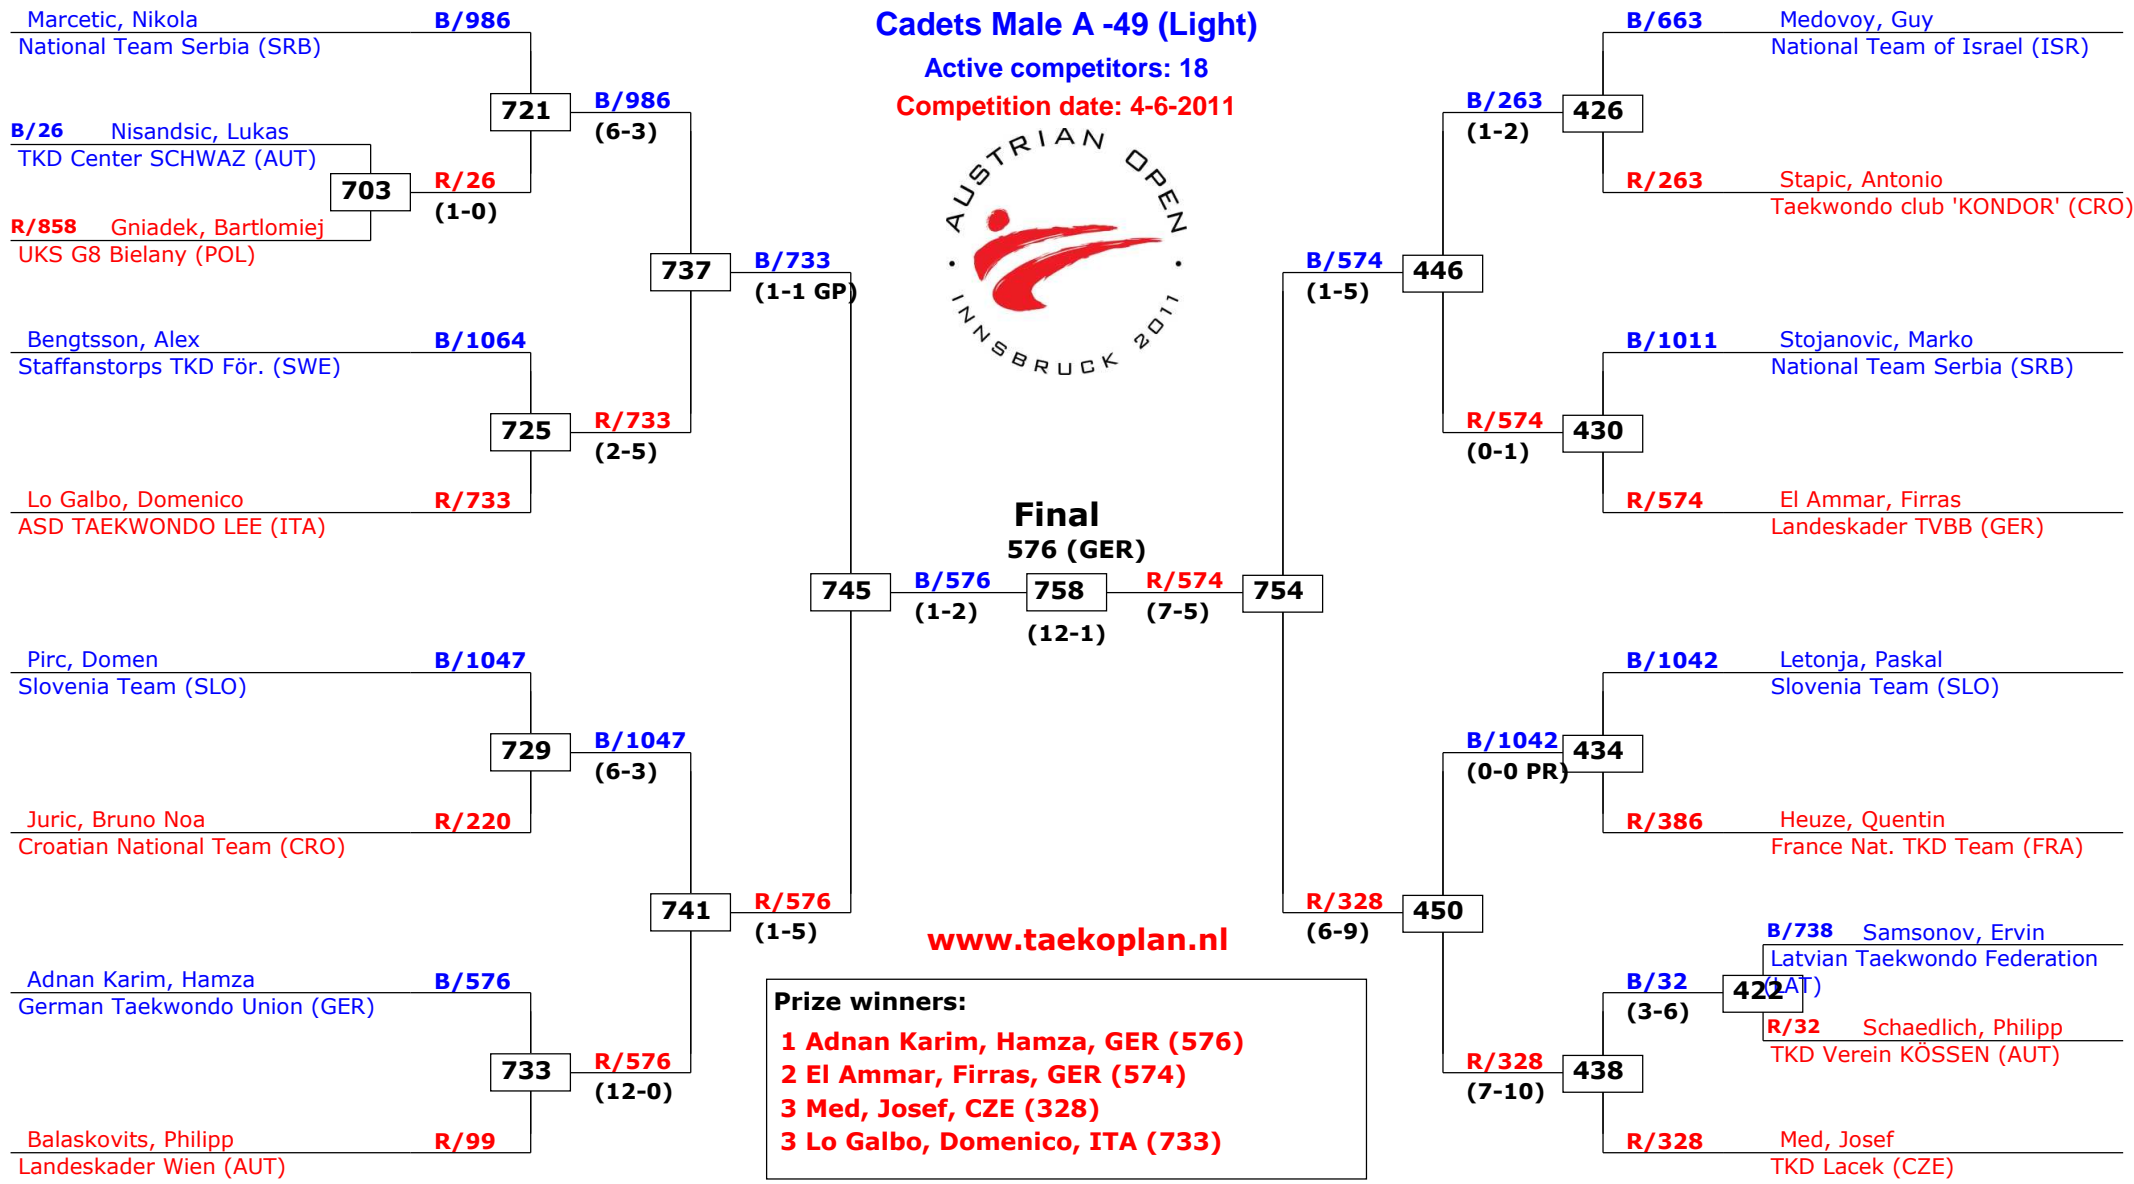 Cadets Male A -49 (Light)
Active competitors: 18
Competition date: 4-6-2011
AUSTRIAN OPEN
• INNSBRUCK 2011 •
Marcetic, Nikola B/986
National Team Serbia (SRB)
721
B/986
(6-3)
B/26 Nisandsic, Lukas
TKD Center SCHWAZ (AUT)
703
R/26
(1-0)
R/858 Gniadek, Bartlomiej
UKS G8 Bielany (POL)
737
B/733
(1-1 GP)
Bengtsson, Alex B/1064
Staffanstorps TKD För. (SWE)
725
R/733
(2-5)
Lo Galbo, Domenico R/733
ASD TAEKWONDO LEE (ITA)
Final
576 (GER)
745
B/576
(1-2)
758
(12-1)
R/574
(7-5)
754
Pirc, Domen B/1047
Slovenia Team (SLO)
729
B/1047
(6-3)
Juric, Bruno Noa R/220
Croatian National Team (CRO)
741
R/576
(1-5)
Adnan Karim, Hamza B/576
German Taekwondo Union (GER)
733
R/576
(12-0)
Balaskovits, Philipp R/99
Landeskader Wien (AUT)
B/663 Medovoy, Guy
National Team of Israel (ISR)
B/263
(1-2)
426
R/263 Stapic, Antonio
Taekwondo club 'KONDOR' (CRO)
B/574
(1-5)
446
B/1011 Stojanovic, Marko
National Team Serbia (SRB)
R/574
(0-1)
430
R/574 El Ammar, Firras
Landeskader TVBB (GER)
B/1042 Letonja, Paskal
Slovenia Team (SLO)
B/1042
(0-0 PR)
434
R/386 Heuze, Quentin
France Nat. TKD Team (FRA)
R/328
(6-9)
450
B/738 Samsonov, Ervin
Latvian Taekwondo Federation
(LAT)
B/32
(3-6)
422
R/32 Schaedlich, Philipp
TKD Verein KÖSSEN (AUT)
R/328
(7-10)
438
R/328 Med, Josef
TKD Lacek (CZE)
www.taekoplan.nl
Prize winners:
1 Adnan Karim, Hamza, GER (576)
2 El Ammar, Firras, GER (574)
3 Med, Josef, CZE (328)
3 Lo Galbo, Domenico, ITA (733)